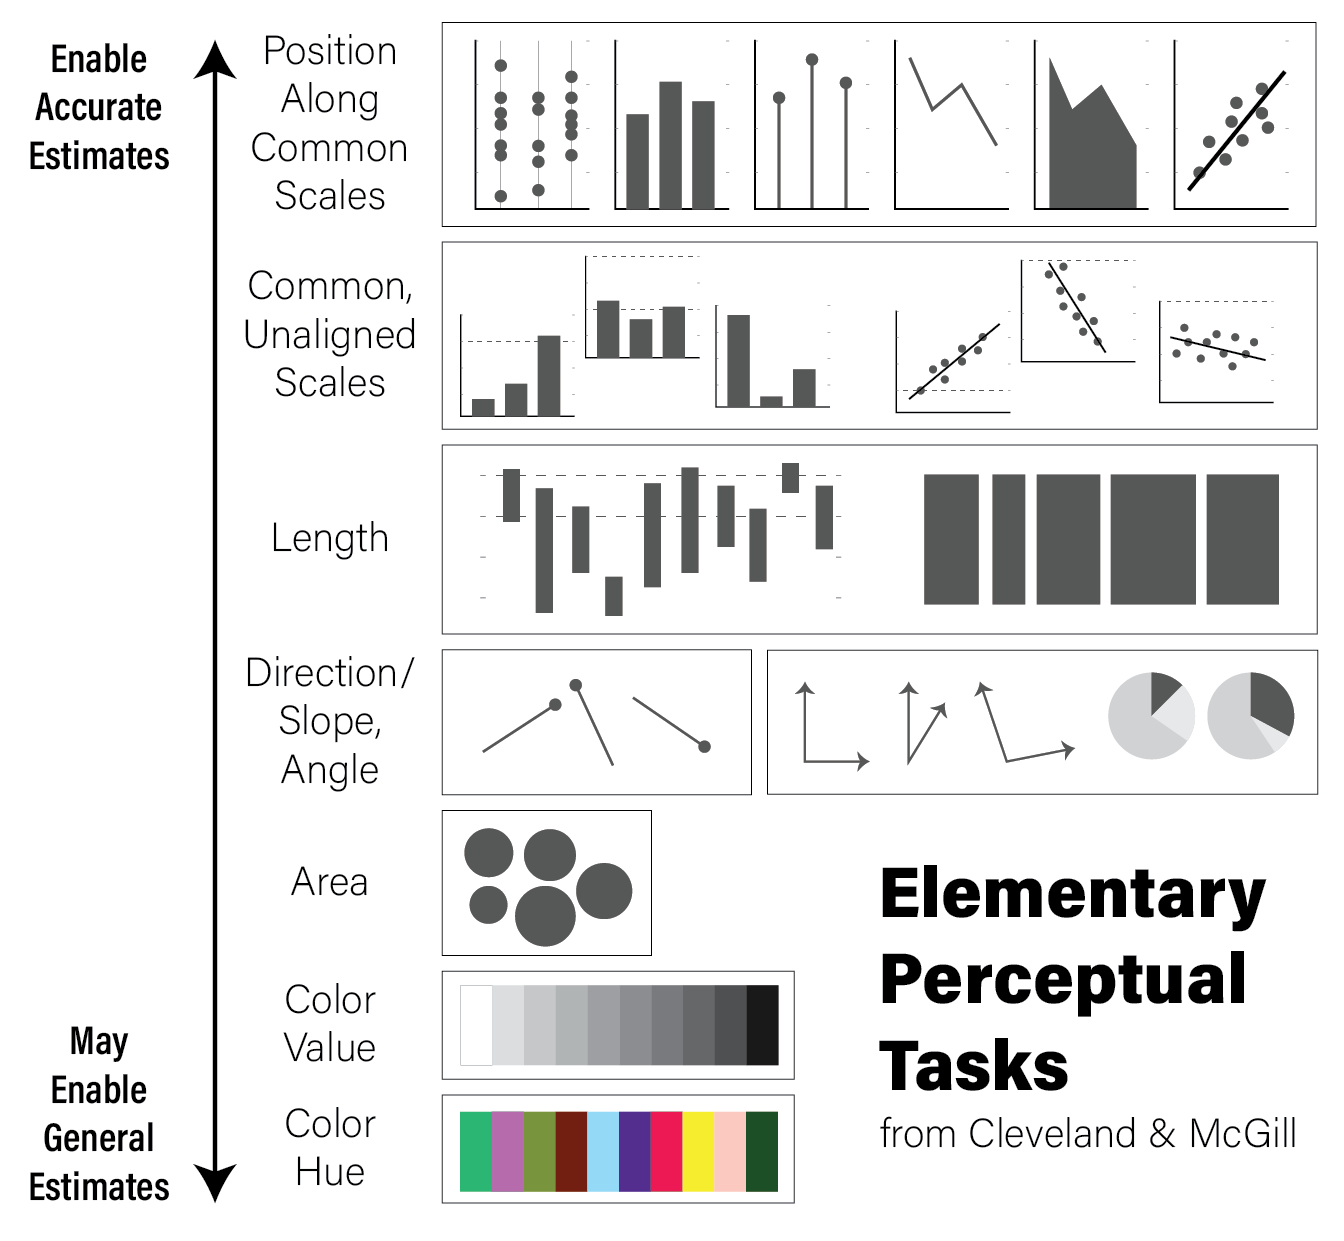 Enable
Accurate
Estimates
Position
Along
Common
Scales
Common,
Unaligned
Scales
Length
Direction/
Slope,
Angle
Area
Color
Value
Color
Hue
May
Enable
General
Estimates
Elementary
Perceptual
Tasks
from Cleveland & McGill